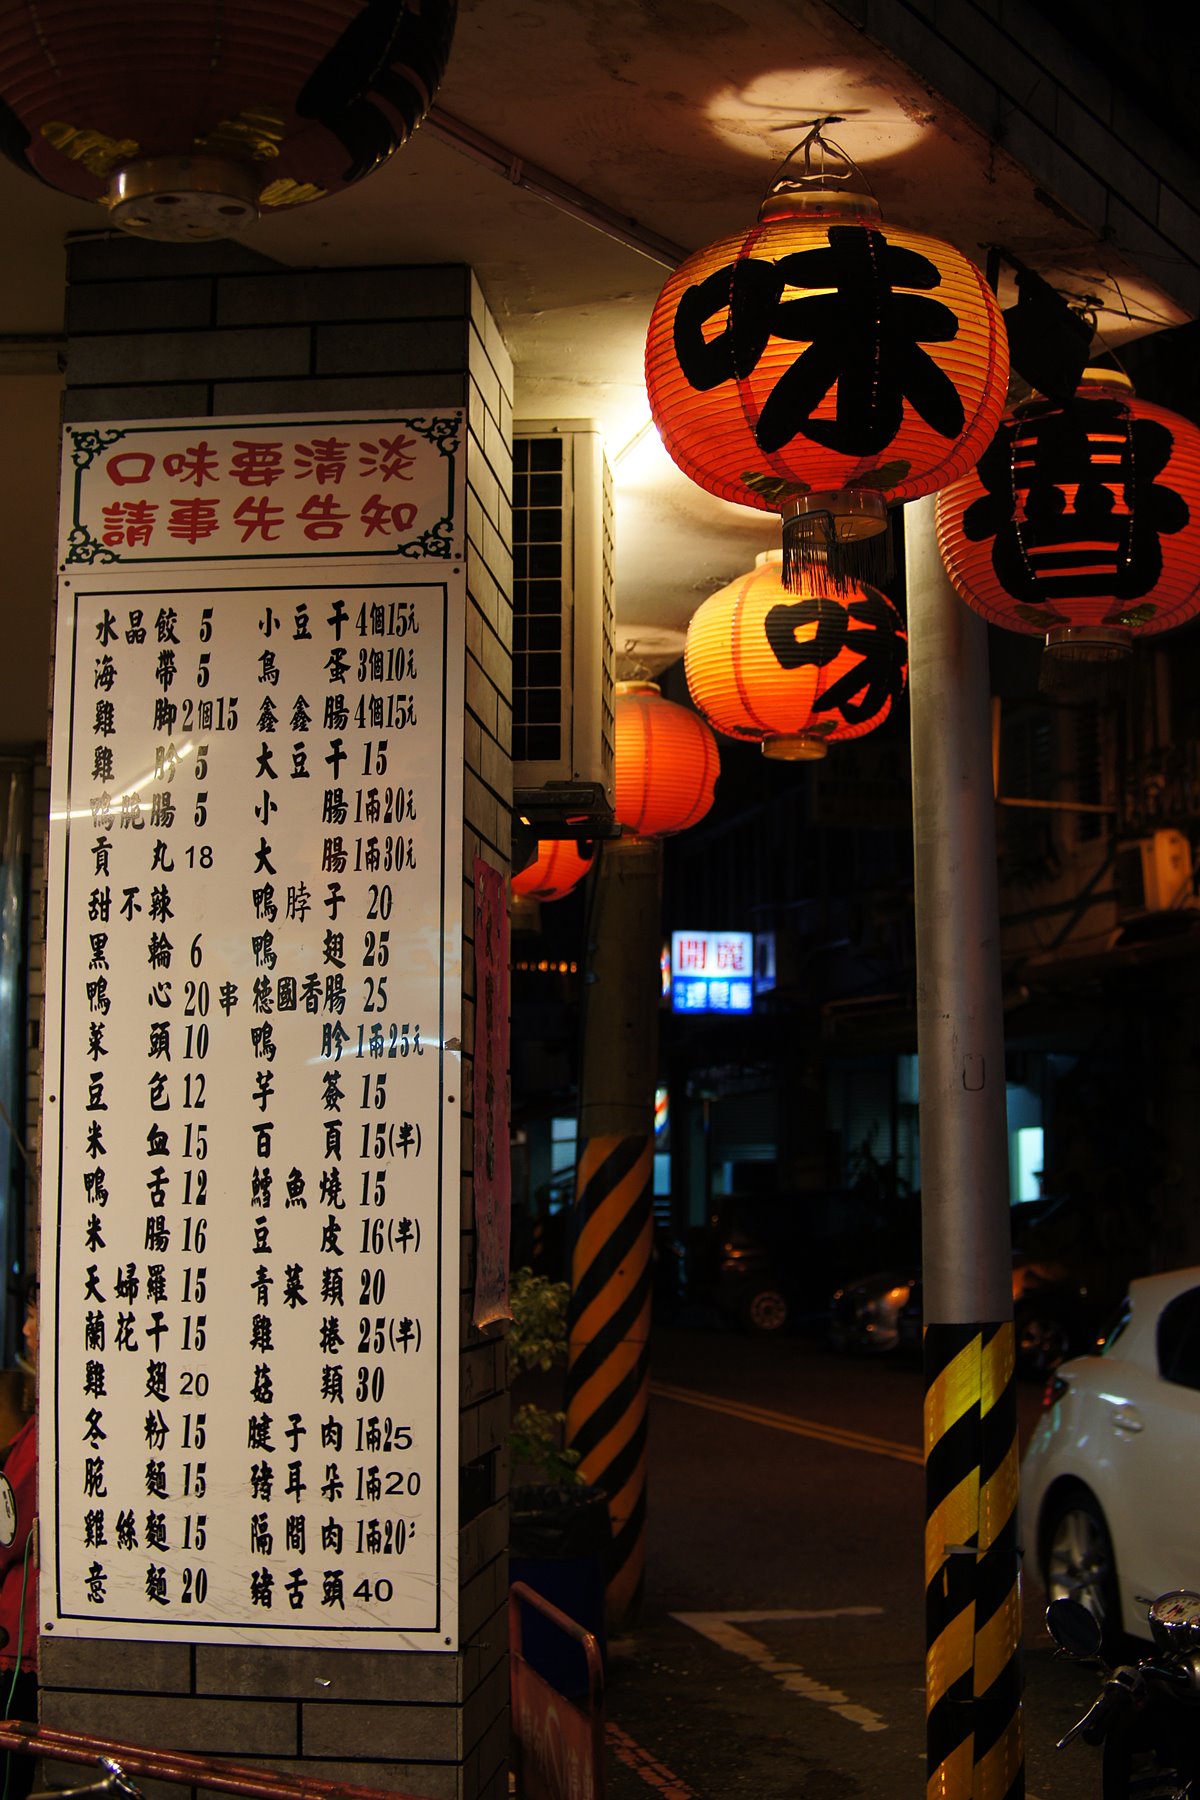 口味要清淡
請事先告知
水晶餃 5 小豆干 4個15元
海帶 5 鳥蛋 3個10元
雞腳 2個15 鑫鑫腸 4個15元
雞肣 5 大豆干 15
鴨脆腸 5 小腸 1兩20元
貢丸 18 大腸 1兩30元
甜不辣 鴨脖子 20
黑輪 6 鴨翅 25
鴨心 20串 德國香腸 25
菜頭 10 鴨肣 1兩25元
豆包 12 芋簽 15
米血 15 百頁 15(半)
鴨舌 12 鱈魚燒 15
米腸 16 豆皮 16(半)
天婦羅 15 青菜類 20
蘭花干 15 雞捲 25(半)
雞翅 20 菇類 30
冬粉 15 腱子肉 1兩25
脆麵 15 豬耳朵 1兩20
雞絲麵 15 隔間肉 1兩20
意麵 20 豬舌頭 40
味
魯
味
開麗
理髮廳